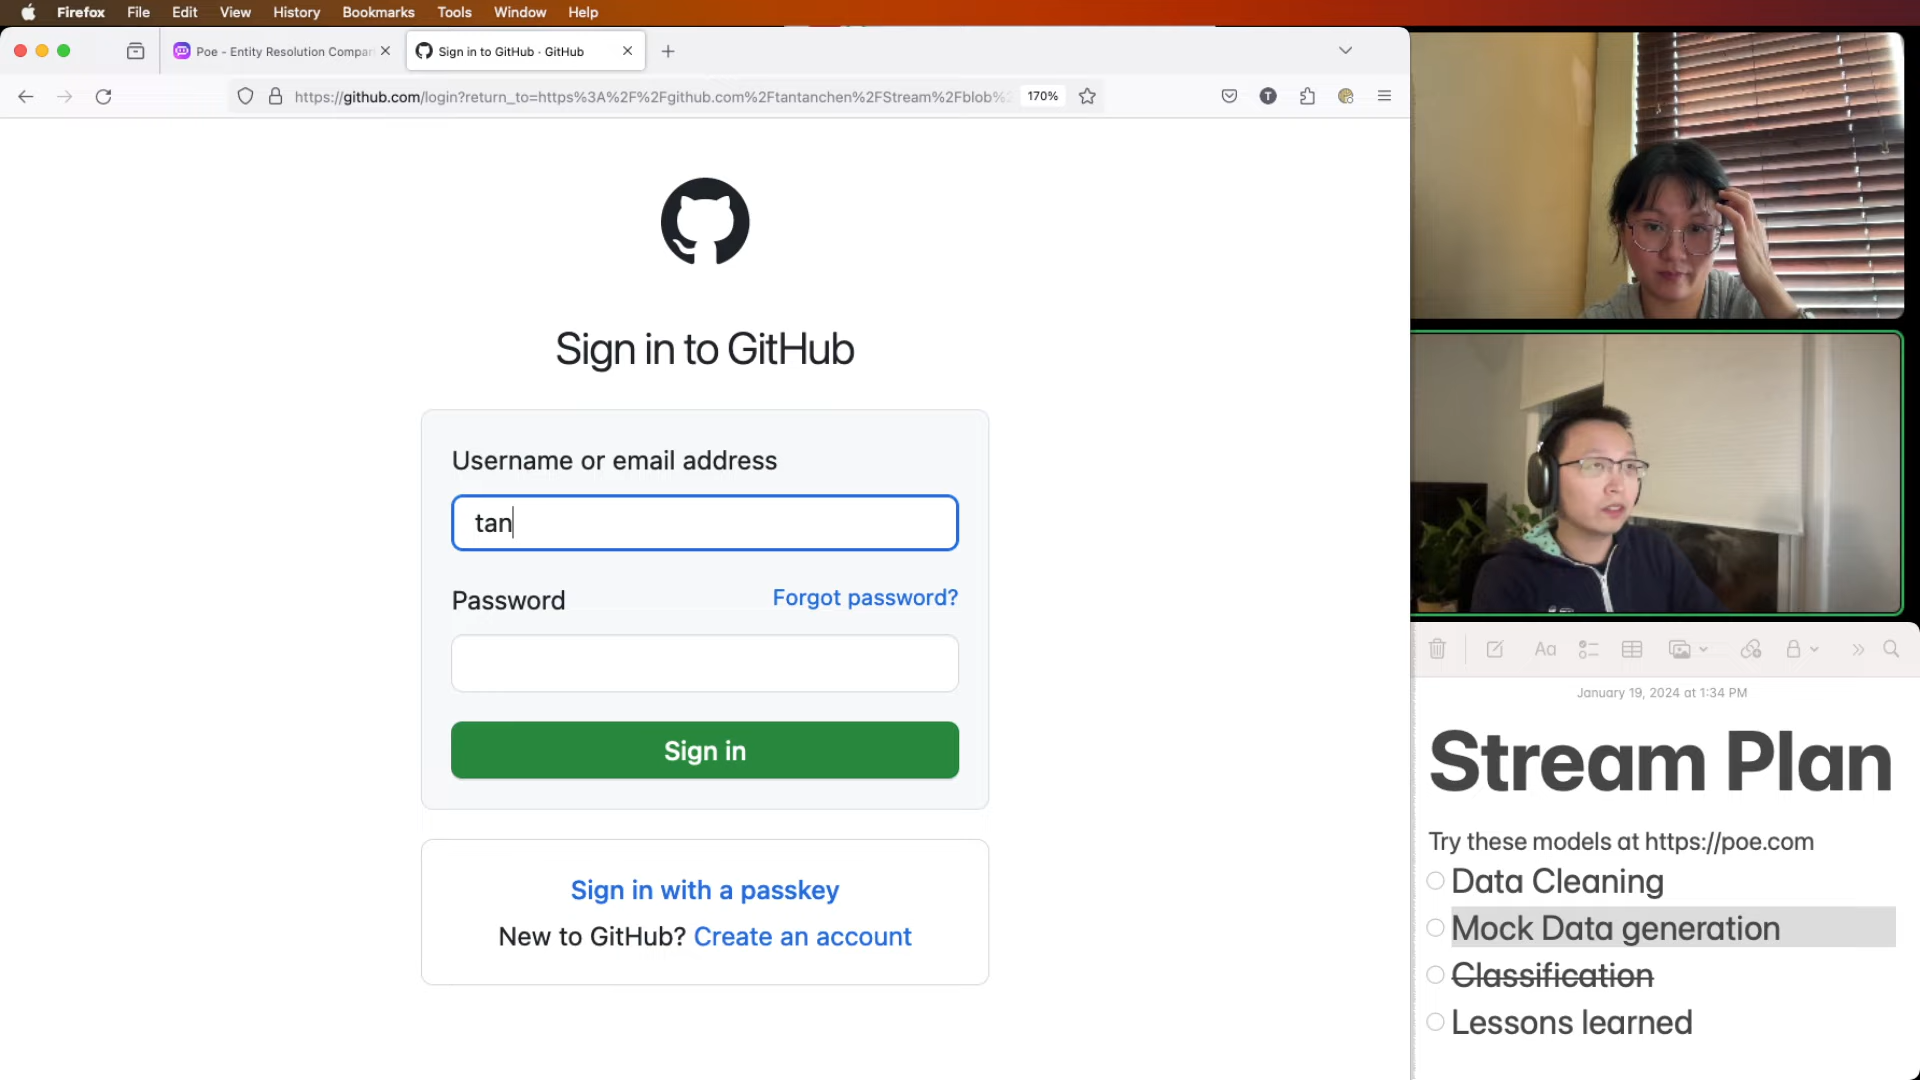 Firefox File Edit View History Bookmarks Tools Window Help
Poe - Entity Resolution Compar
Sign in to GitHub · GitHub
https://github.com/login?return_to=https%3A%2F%2Fgithub.com%2Ftantanchen%2FStream%2Fblob%2
170%
T
Sign in to GitHub
Username or email address
tan
Password
Forgot password?
Sign in
Sign in with a passkey
New to GitHub? Create an account
Aa
January 19, 2024 at 1:34 PM
Stream Plan
Try these models at https://poe.com
Data Cleaning
Mock Data generation
Classification
Lessons learned